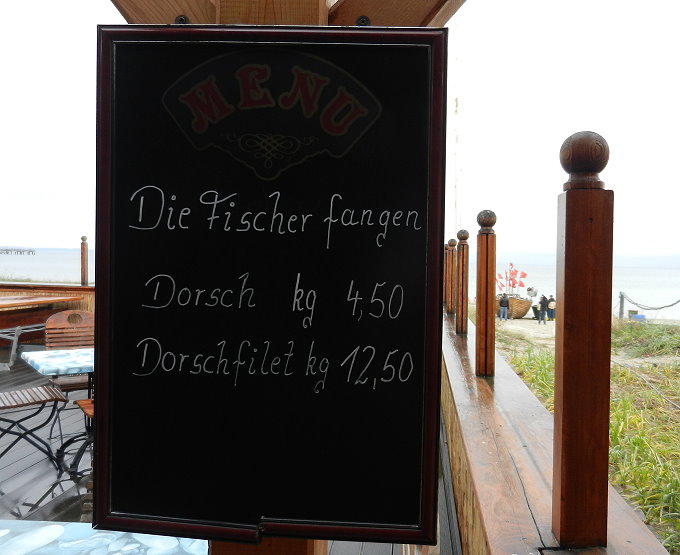 MENU
Die Fischer fangen
Dorsch kg 4,50
Dorschfilet kg 12,50